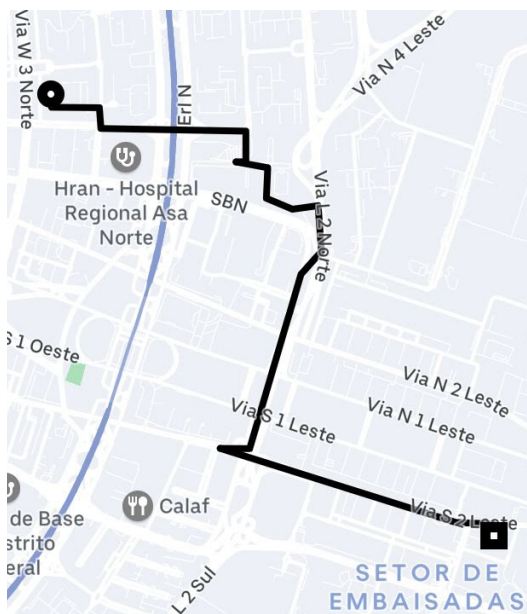 Via W 3 Norte
Via N 4 Leste
Erl N
Hran - Hospital
Regional Asa
Norte
SBN
Via L 2 Norte
S 1 Oeste
Via N 2 Leste
Via S 1 Leste
Via N 1 Leste
Calaf
Via S 2 Leste
de Base
strito
eral
L 2 Sul
SETOR DE
EMBAISADAS